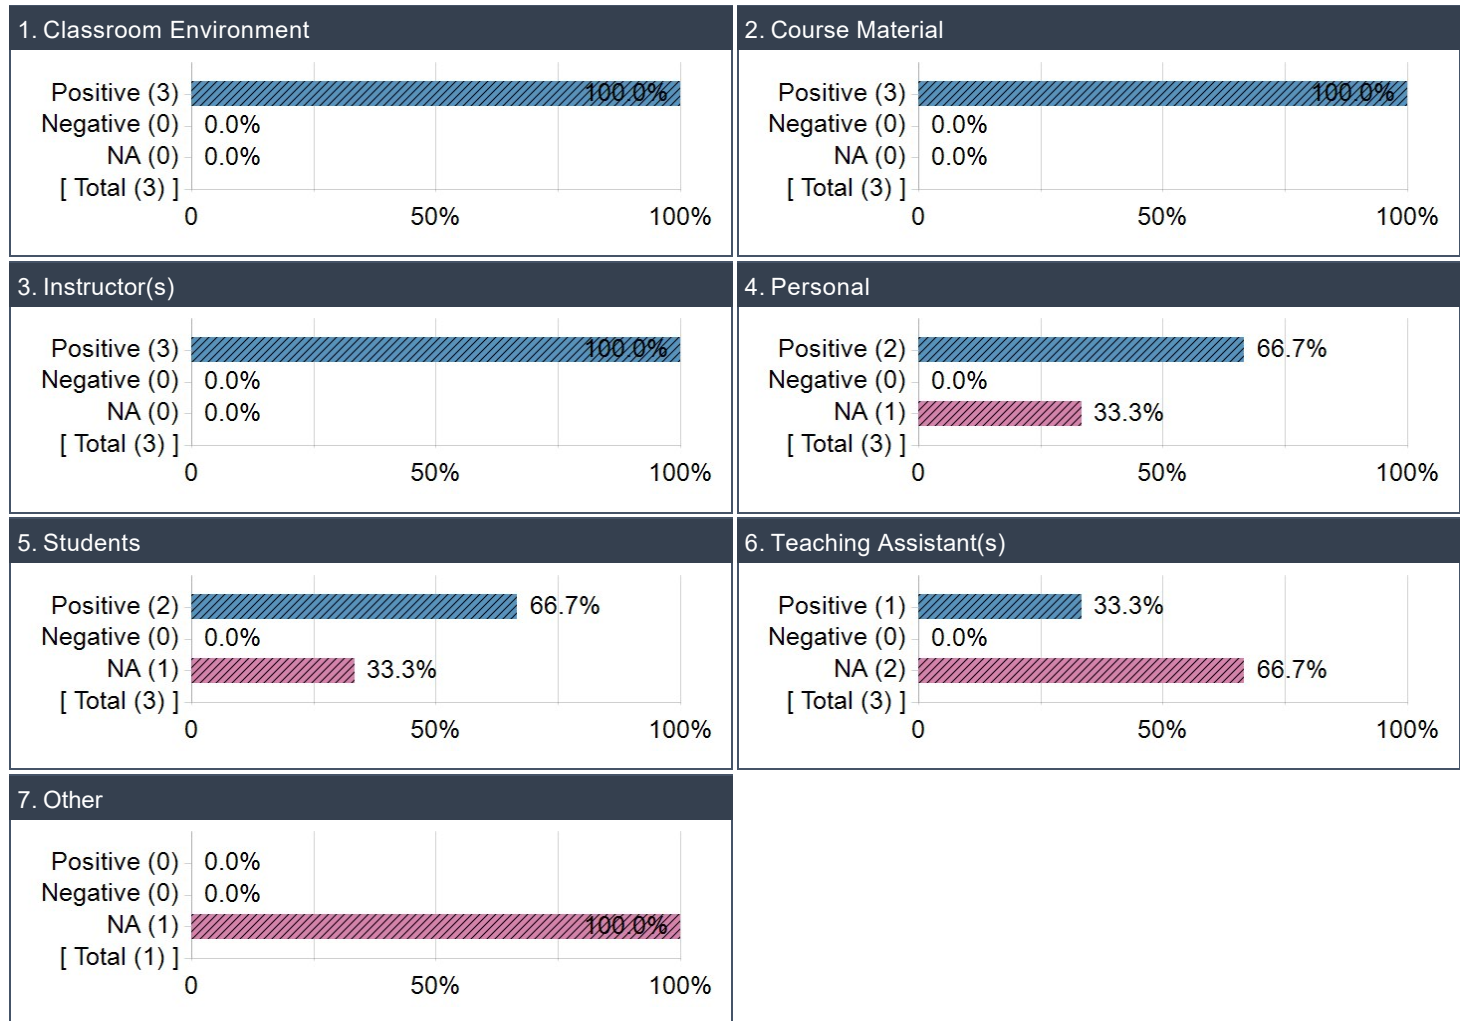 1. Classroom Environment
Positive (3) 100.0%
Negative (0) 0.0%
NA (0) 0.0%
[ Total (3) ]
0 50% 100%
2. Course Material
Positive (3) 100.0%
Negative (0) 0.0%
NA (0) 0.0%
[ Total (3) ]
0 50% 100%
3. Instructor(s)
Positive (3) 100.0%
Negative (0) 0.0%
NA (0) 0.0%
[ Total (3) ]
0 50% 100%
4. Personal
Positive (2) 66.7%
Negative (0) 0.0%
NA (1) 33.3%
[ Total (3) ]
0 50% 100%
5. Students
Positive (2) 66.7%
Negative (0) 0.0%
NA (1) 33.3%
[ Total (3) ]
0 50% 100%
6. Teaching Assistant(s)
Positive (1) 33.3%
Negative (0) 0.0%
NA (2) 66.7%
[ Total (3) ]
0 50% 100%
7. Other
Positive (0) 0.0%
Negative (0) 0.0%
NA (1) 100.0%
[ Total (1) ]
0 50% 100%